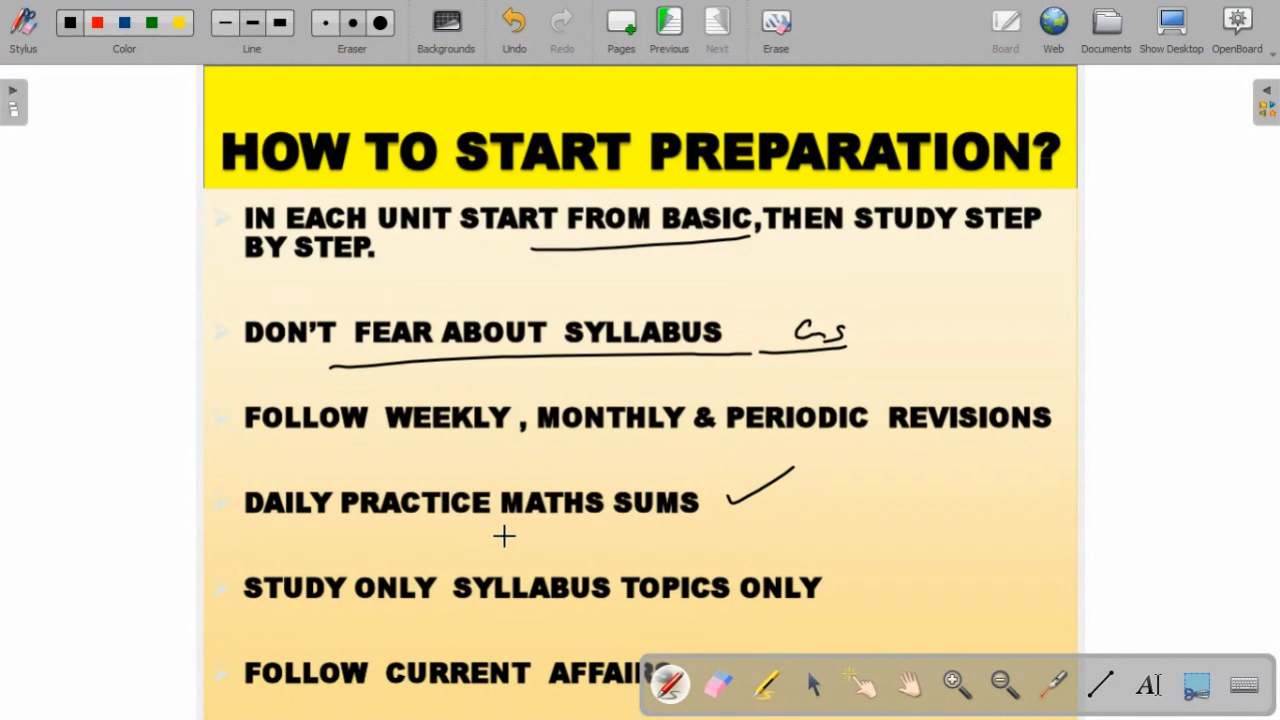 Stylus
Color
Line
Eraser
Backgrounds
Undo
Redo
Pages
Previous
Next
Erase
Board
Web
Documents
Show Desktop
OpenBoard
HOW TO START PREPARATION?
IN EACH UNIT START FROM BASIC,THEN STUDY STEP
BY STEP.
DON'T FEAR ABOUT SYLLABUS
FOLLOW WEEKLY , MONTHLY & PERIODIC REVISIONS
DAILY PRACTICE MATHS SUMS
STUDY ONLY SYLLABUS TOPICS ONLY
FOLLOW CURRENT